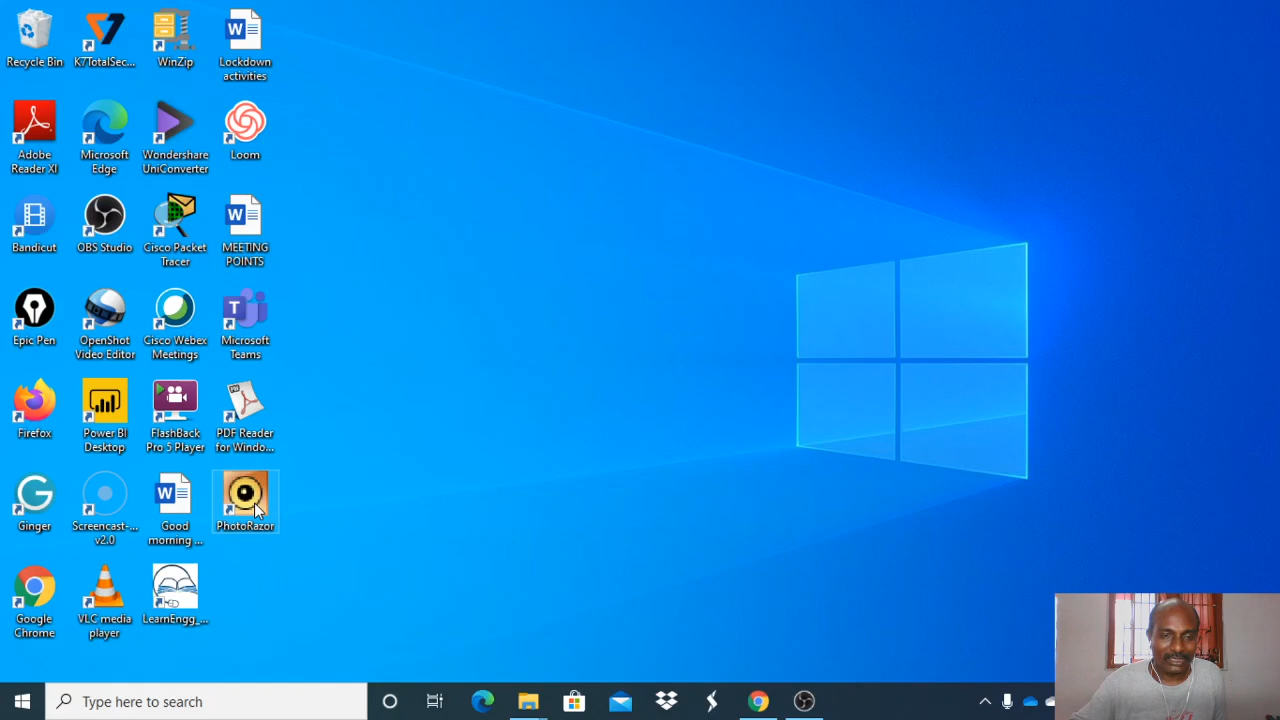 Recycle Bin
K7TotalSec...
WinZip
Lockdown
activities
Adobe
Reader XI
Microsoft
Edge
Wondershare
UniConverter
Loom
Bandicut
OBS Studio
Cisco Packet
Tracer
MEETING
POINTS
Epic Pen
OpenShot
Video Editor
Cisco Webex
Meetings
Microsoft
Teams
Firefox
Power BI
Desktop
FlashBack
Pro 5 Player
PDF Reader
for Windo...
Ginger
Screencast-...
v2.0
Good
morning ...
PhotoRazor
Google
Chrome
VLC media
player
LearnEngg_...
Type here to search